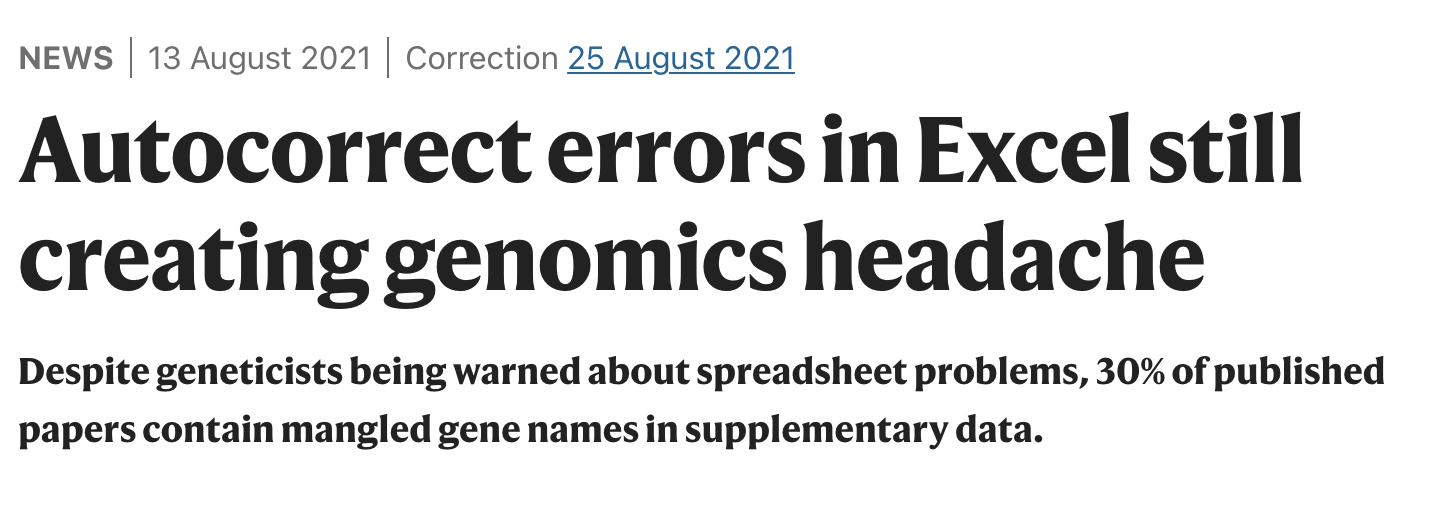 NEWS | 13 August 2021 | Correction 25 August 2021
Autocorrect errors in Excel still
creating genomics headache
Despite geneticists being warned about spreadsheet problems, 30% of published
papers contain mangled gene names in supplementary data.